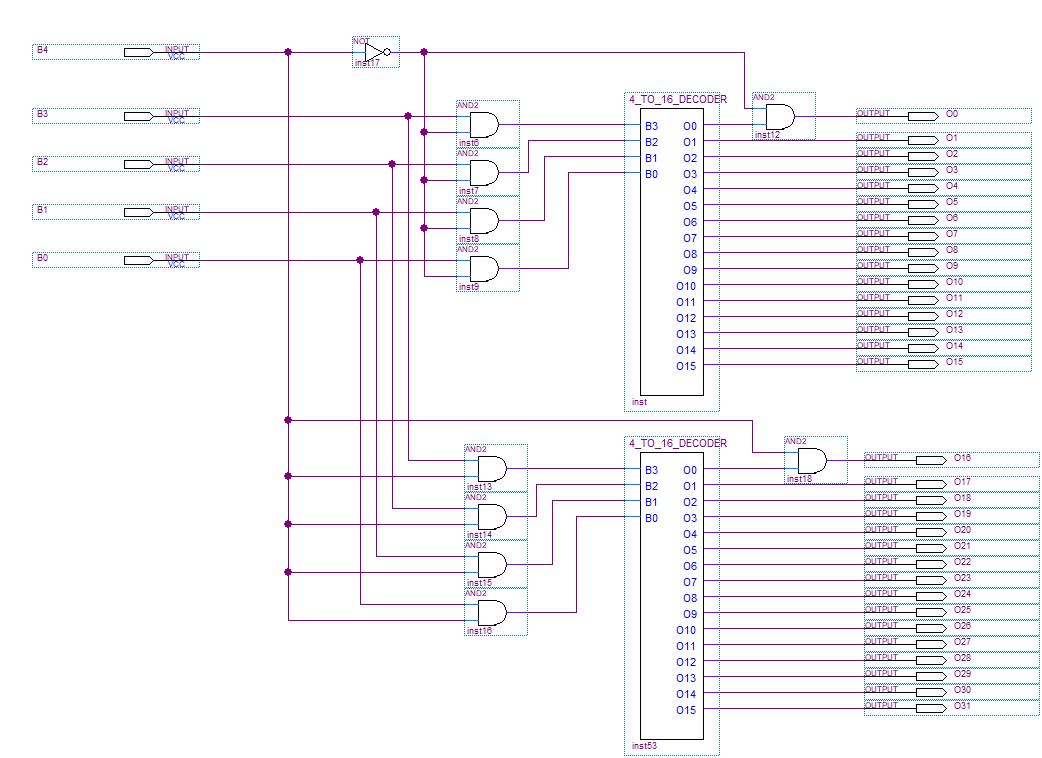 B4 INPUT VCC
NOT
inst17
B3 INPUT VCC
B2 INPUT VCC
B1 INPUT VCC
B0 INPUT VCC
AND2
inst6
AND2
inst7
AND2
inst8
AND2
inst9
4_TO_16_DECODER
B3 O0
B2 O1
B1 O2
B0 O3
O4
O5
O6
O7
O8
O9
O10
O11
O12
O13
O14
O15
inst
AND2
inst12
OUTPUT O0
OUTPUT O1
OUTPUT O2
OUTPUT O3
OUTPUT O4
OUTPUT O5
OUTPUT O6
OUTPUT O7
OUTPUT O8
OUTPUT O9
OUTPUT O10
OUTPUT O11
OUTPUT O12
OUTPUT O13
OUTPUT O14
OUTPUT O15
AND2
inst13
AND2
inst14
AND2
inst15
AND2
inst16
4_TO_16_DECODER
B3 O0
B2 O1
B1 O2
B0 O3
O4
O5
O6
O7
O8
O9
O10
O11
O12
O13
O14
O15
inst53
AND2
inst18
OUTPUT O16
OUTPUT O17
OUTPUT O18
OUTPUT O19
OUTPUT O20
OUTPUT O21
OUTPUT O22
OUTPUT O23
OUTPUT O24
OUTPUT O25
OUTPUT O26
OUTPUT O27
OUTPUT O28
OUTPUT O29
OUTPUT O30
OUTPUT O31